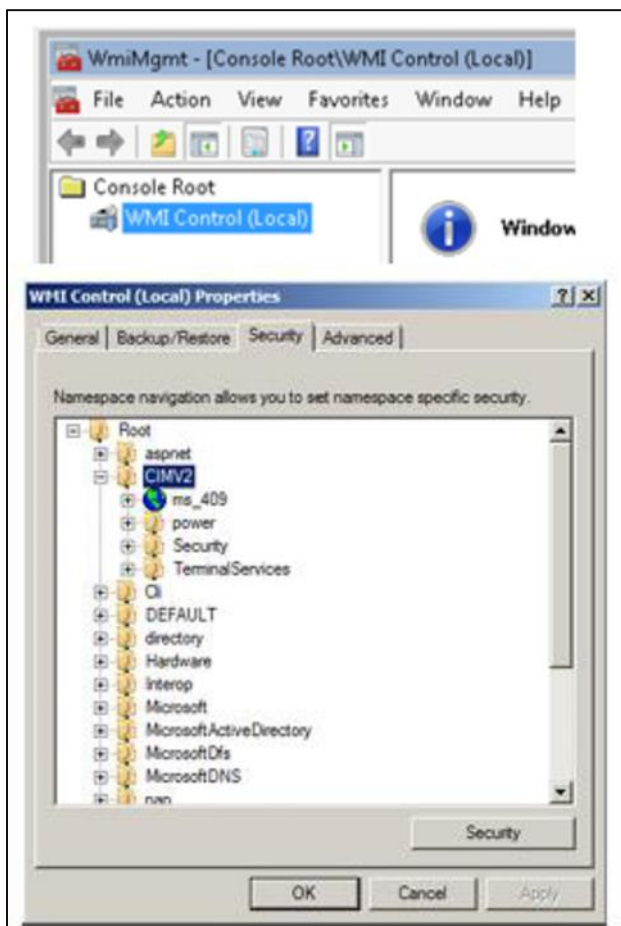 WmiMgmt - [Console Root\WMI Control (Local)]
File Action View Favorites Window Help
Console Root
WMI Control (Local)
Window
WMI Control (Local) Properties
General Backup/Restore Security Advanced
Namespace navigation allows you to set namespace specific security.
Root
aspnet
CIMV2
ms_409
power
Security
TerminalServices
Cli
DEFAULT
directory
Hardware
Interop
Microsoft
MicrosoftActiveDirectory
MicrosoftDfs
MicrosoftDNS
nap
Security
OK Cancel Apply